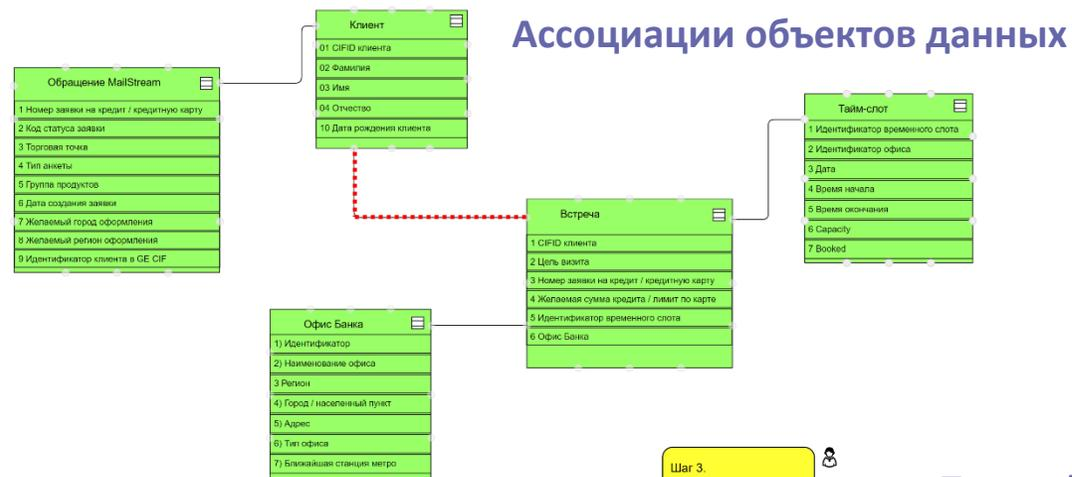 Ассоциации объектов данных
Клиент
01 CIFID клиента
02 Фамилия
03 Имя
04 Отчество
10 Дата рождения клиента
Обращение MailStream
1 Номер заявки на кредит / кредитную карту
2 Код статуса заявки
3 Торговая точка
4 Тип анкеты
5 Группа продуктов
6 Дата создания заявки
7 Желаемый город оформления
8 Желаемый регион оформления
9 Идентификатор клиента в GE CIF
Тайм-слот
1 Идентификатор временного слота
2 Идентификатор офиса
3 Дата
4 Время начала
5 Время окончания
6 Capacity
7 Booked
Встреча
1 CIFID клиента
2 Цель визита
3 Номер заявки на кредит / кредитную карту
4 Желаемая сумма кредита / лимит по карте
5 Идентификатор временного слота
6 Офис Банка
Офис Банка
1) Идентификатор
2) Наименование офиса
3 Регион
4) Город / населенный пункт
5) Адрес
6) Тип офиса
7) Ближайшая станция метро
Шаг 3.